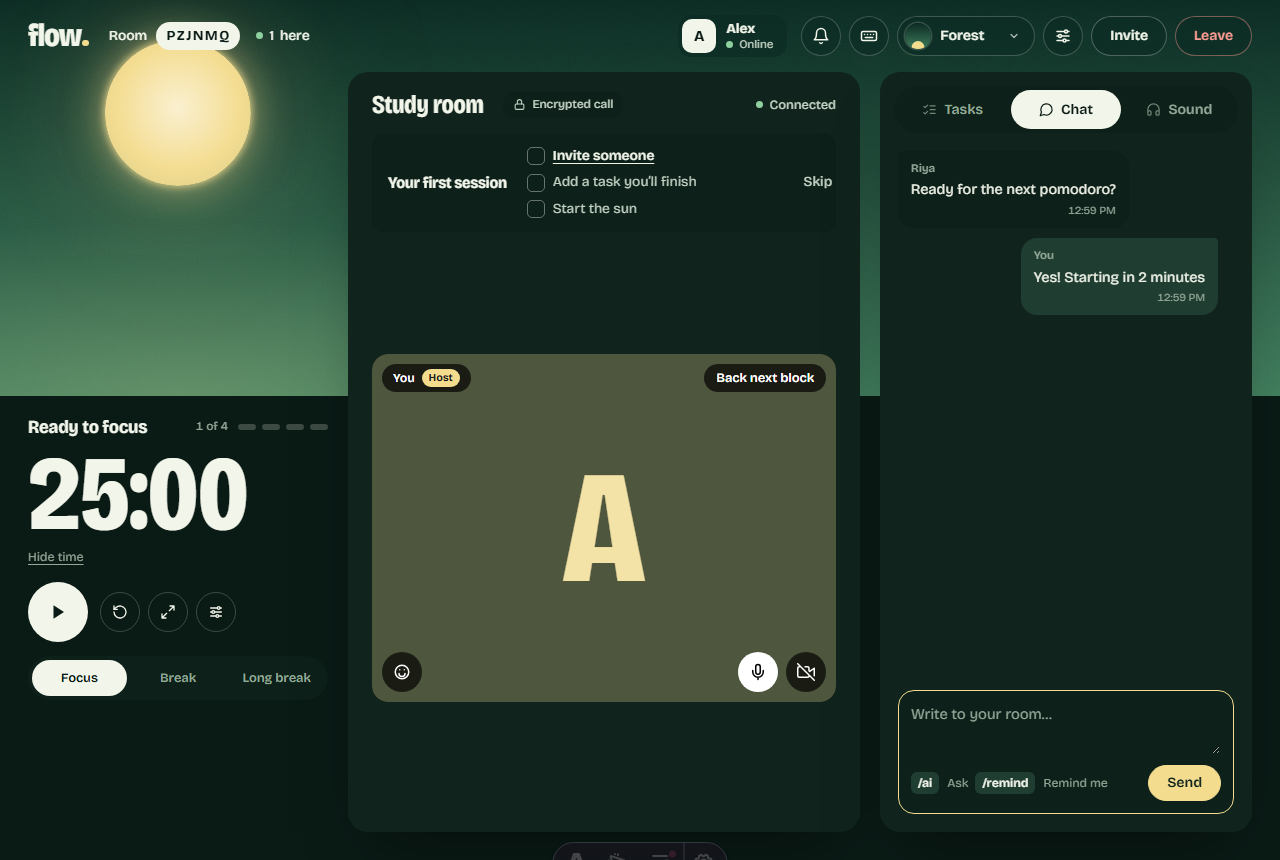 flow.
Room PZJNMQ 1 here
A
Alex
Online
Forest
Invite
Leave
Study room
Encrypted call
Connected
Your first session
Invite someone
Add a task you'll finish
Start the sun
Skip
You Host
Back next block
A
Ready to focus
1 of 4
25:00
Hide time
Focus
Break
Long break
Tasks
Chat
Sound
Riya
Ready for the next pomodoro?
12:59 PM
You
Yes! Starting in 2 minutes
12:59 PM
Write to your room...
/ai Ask /remind Remind me
Send